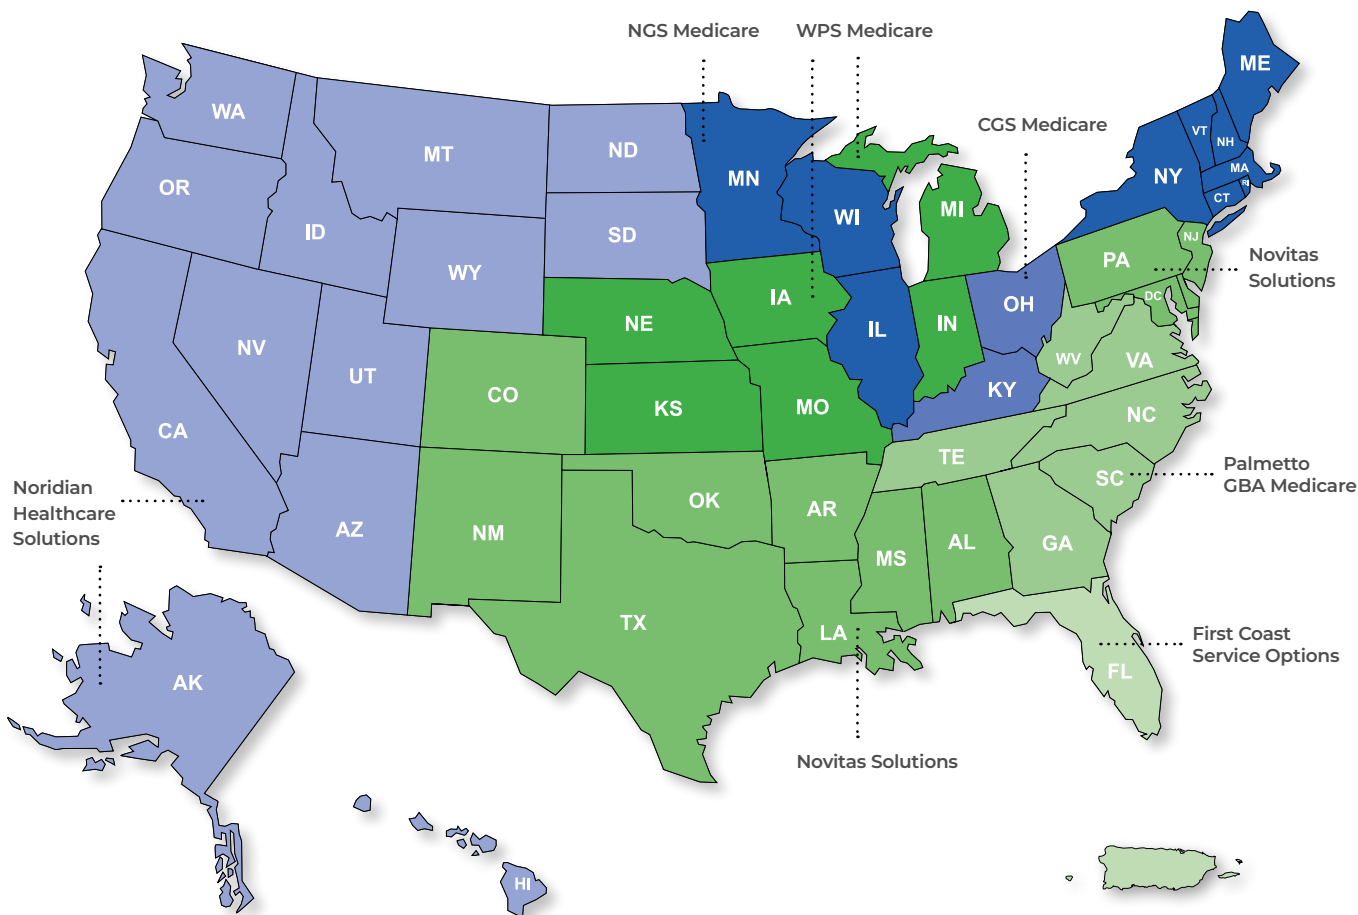 NGS Medicare
WPS Medicare
CGS Medicare
Novitas
Solutions
Palmetto
GBA Medicare
First Coast
Service Options
Novitas Solutions
Noridian
Healthcare
Solutions
WA
OR
CA
NV
ID
MT
WY
UT
AZ
ND
SD
NE
KS
CO
NM
OK
TX
MN
IA
MO
AR
LA
WI
IL
MI
IN
OH
KY
TE
MS
AL
GA
FL
SC
NC
VA
WV
DC
PA
NJ
NY
CT
RI
MA
VT
NH
ME
AK
HI